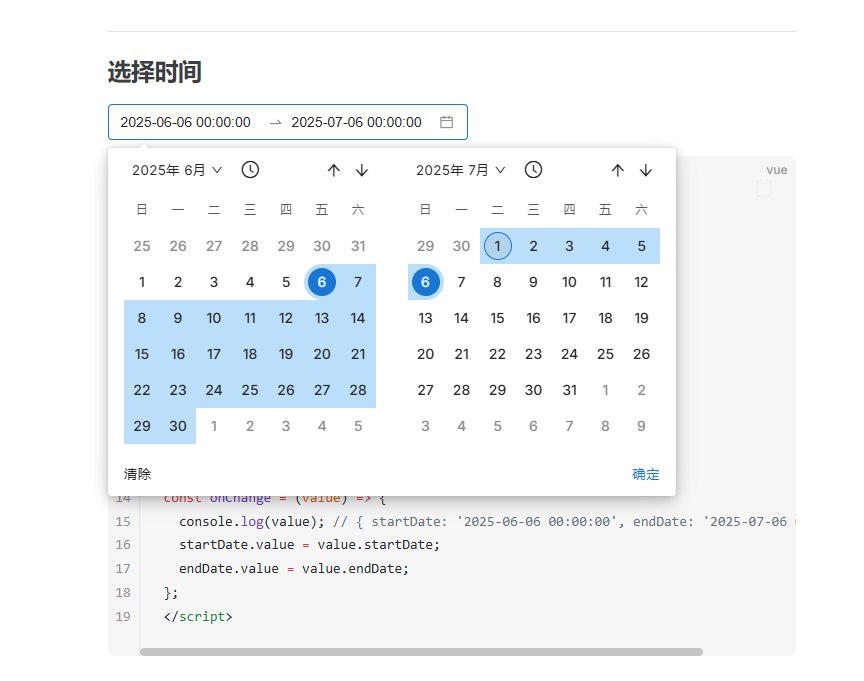 选择时间
2025-06-06 00:00:00 → 2025-07-06 00:00:00
vue
2025年 6月
日 一 二 三 四 五 六
25 26 27 28 29 30 31
1 2 3 4 5 6 7
8 9 10 11 12 13 14
15 16 17 18 19 20 21
22 23 24 25 26 27 28
29 30 1 2 3 4 5
2025年 7月
日 一 二 三 四 五 六
29 30 1 2 3 4 5
6 7 8 9 10 11 12
13 14 15 16 17 18 19
20 21 22 23 24 25 26
27 28 29 30 31 1 2
3 4 5 6 7 8 9
清除 确定
14 const onChange = (value) => {
15 console.log(value); // { startDate: '2025-06-06 00:00:00', endDate: '2025-07-06
16 startDate.value = value.startDate;
17 endDate.value = value.endDate;
18 };
19 </script>